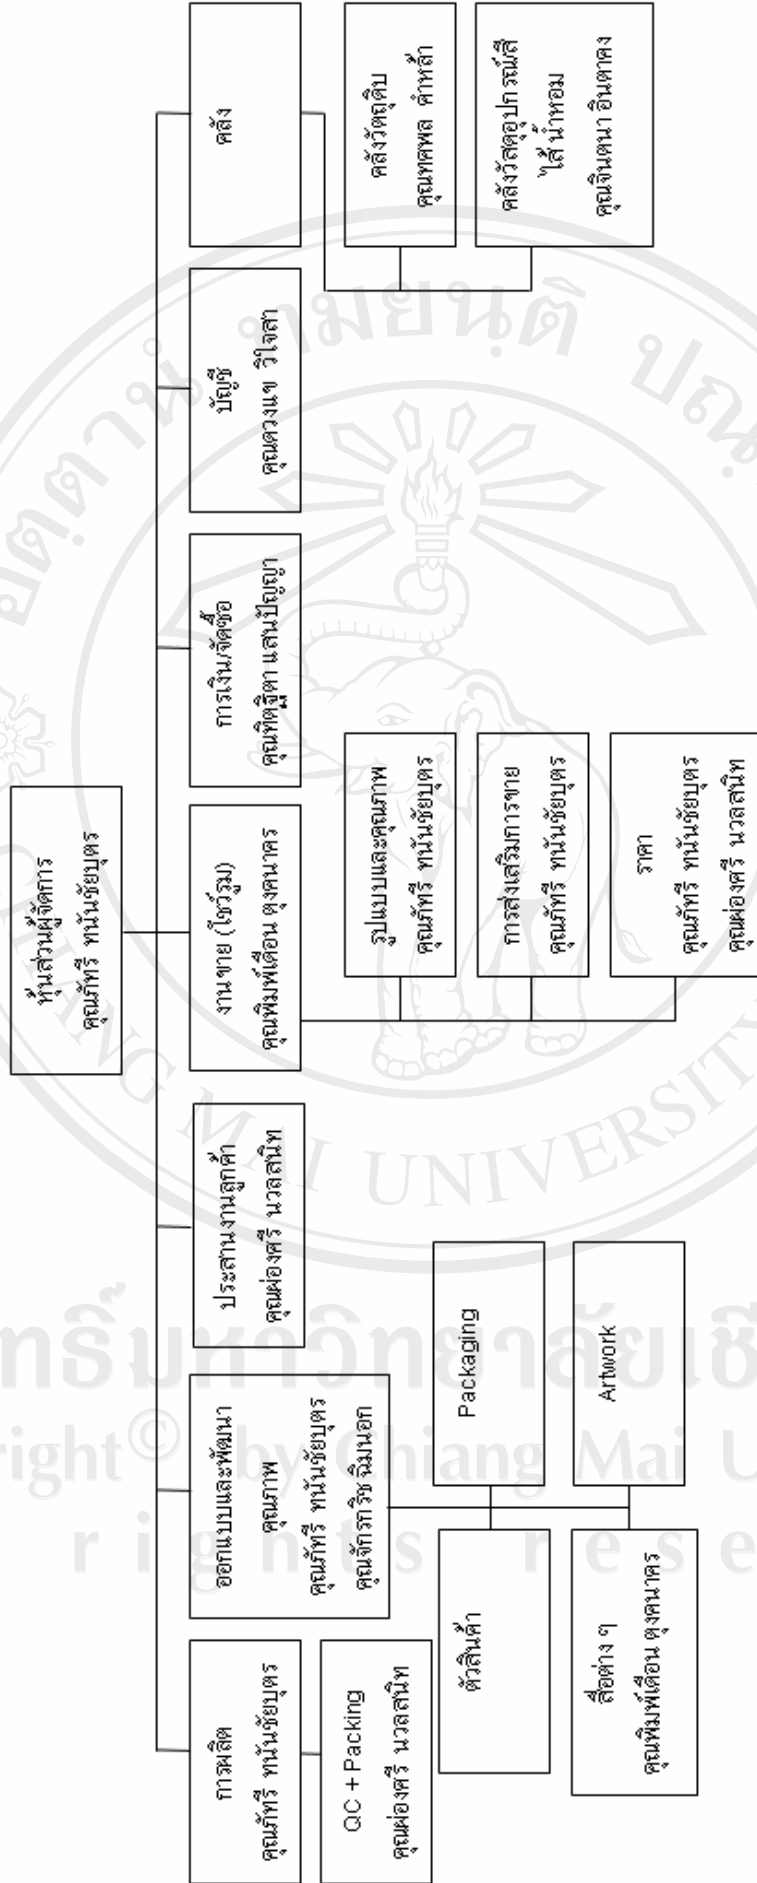 หุ้นส่วนผู้จัดการ
คุณภัทรี ทนันชัยบุตร
การผลิต
คุณภัทรี ทนันชัยบุตร
QC + Packing
คุณผ่องศรี นวลสนิท
ออกแบบและพัฒนา
คุณภาพ
คุณภัทรี ทนันชัยบุตร
คุณจักรกริช ฉิมนอก
ตัวสินค้า
Packaging
สื่อต่าง ๆ
คุณพิมพ์เดือน ตุงคนาคร
Artwork
ประสานงานลูกค้า
คุณผ่องศรี นวลสนิท
งานขาย (โชว์รูม)
คุณพิมพ์เดือน ตุงคนาคร
รูปแบบและคุณภาพ
คุณภัทรี ทนันชัยบุตร
การส่งเสริมการขาย
คุณภัทรี ทนันชัยบุตร
ราคา
คุณภัทรี ทนันชัยบุตร
คุณผ่องศรี นวลสนิท
การเงิน/จัดซื้อ
คุณทิตฐิตา แสนปัญญา
บัญชี
คุณดวงแข วิใจสา
คลัง
คลังวัตถุดิบ
คุณทศพล คำหล้า
คลังวัสดุอุปกรณ์/สี
ไส้ น้ำหอม
คุณจินตนา อินตาคง
CHIANG MAI UNIVERSITY
right © by Chiang Mai U
rights rese